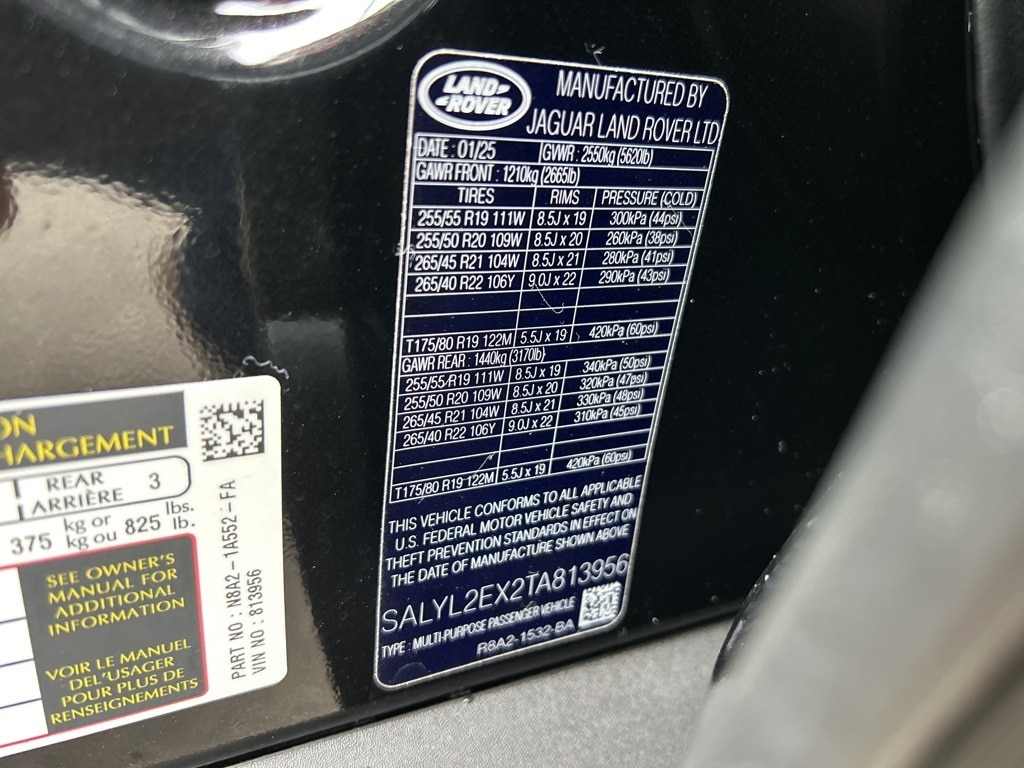 LAND ROVER
MANUFACTURED BY
JAGUAR LAND ROVER LTD
DATE : 01/25 GVWR : 2550kg (5620lb)
GAWR FRONT : 1210kg (2665lb)
TIRES RIMS PRESSURE (COLD)
255/55 R19 111W 8.5J x 19 300kPa (44psi)
255/50 R20 109W 8.5J x 20 260kPa (38psi)
265/45 R21 104W 8.5J x 21 280kPa (41psi)
265/40 R22 106Y 9.0J x 22 290kPa (43psi)
T175/80 R19 122M 5.5J x 19 420kPa (60psi)
GAWR REAR : 1440kg (3170lb)
255/55 R19 111W 8.5J x 19 340kPa (50psi)
255/50 R20 109W 8.5J x 20 320kPa (47psi)
265/45 R21 104W 8.5J x 21 330kPa (48psi)
265/40 R22 106Y 9.0J x 22 310kPa (45psi)
T175/80 R19 122M 5.5J x 19 420kPa (60psi)
THIS VEHICLE CONFORMS TO ALL APPLICABLE
U.S. FEDERAL MOTOR VEHICLE SAFETY AND
THEFT PREVENTION STANDARDS IN EFFECT ON
THE DATE OF MANUFACTURE SHOWN ABOVE
SALYL2EX2TA813956
TYPE : MULTI-PURPOSE PASSENGER VEHICLE
R8A2-1532-BA
ON
HARGEMENT
REAR
ARRIÈRE 3
375 kg or 825 lbs.
kg ou lb.
SEE OWNER'S
MANUAL FOR
ADDITIONAL
INFORMATION
VOIR LE MANUEL
DEL'USAGER
POUR PLUS DE
RENSEIGNEMENTS
PART NO : N8A2-1A552-FA
VIN NO : 813956